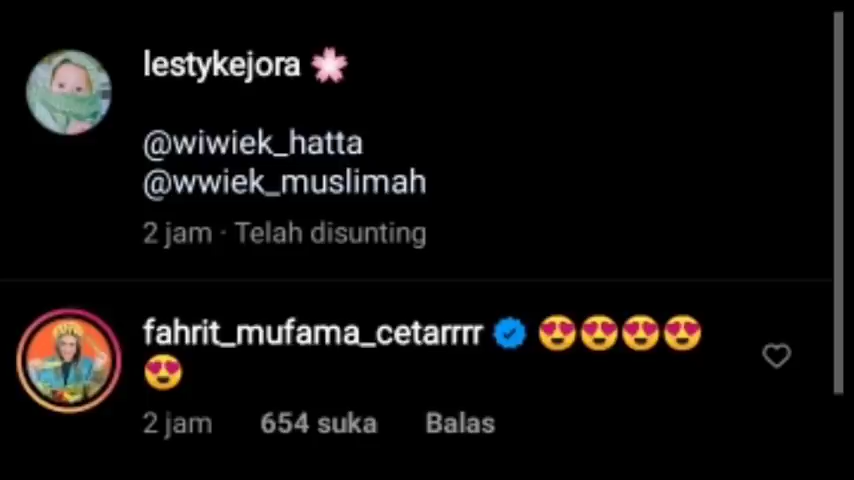 lestykejora 🌸
@wiwiek_hatta
@wwiek_muslimah
2 jam · Telah disunting
fahrit_mufama_cetarrrr 😍😍😍😍
😍
2 jam 654 suka Balas